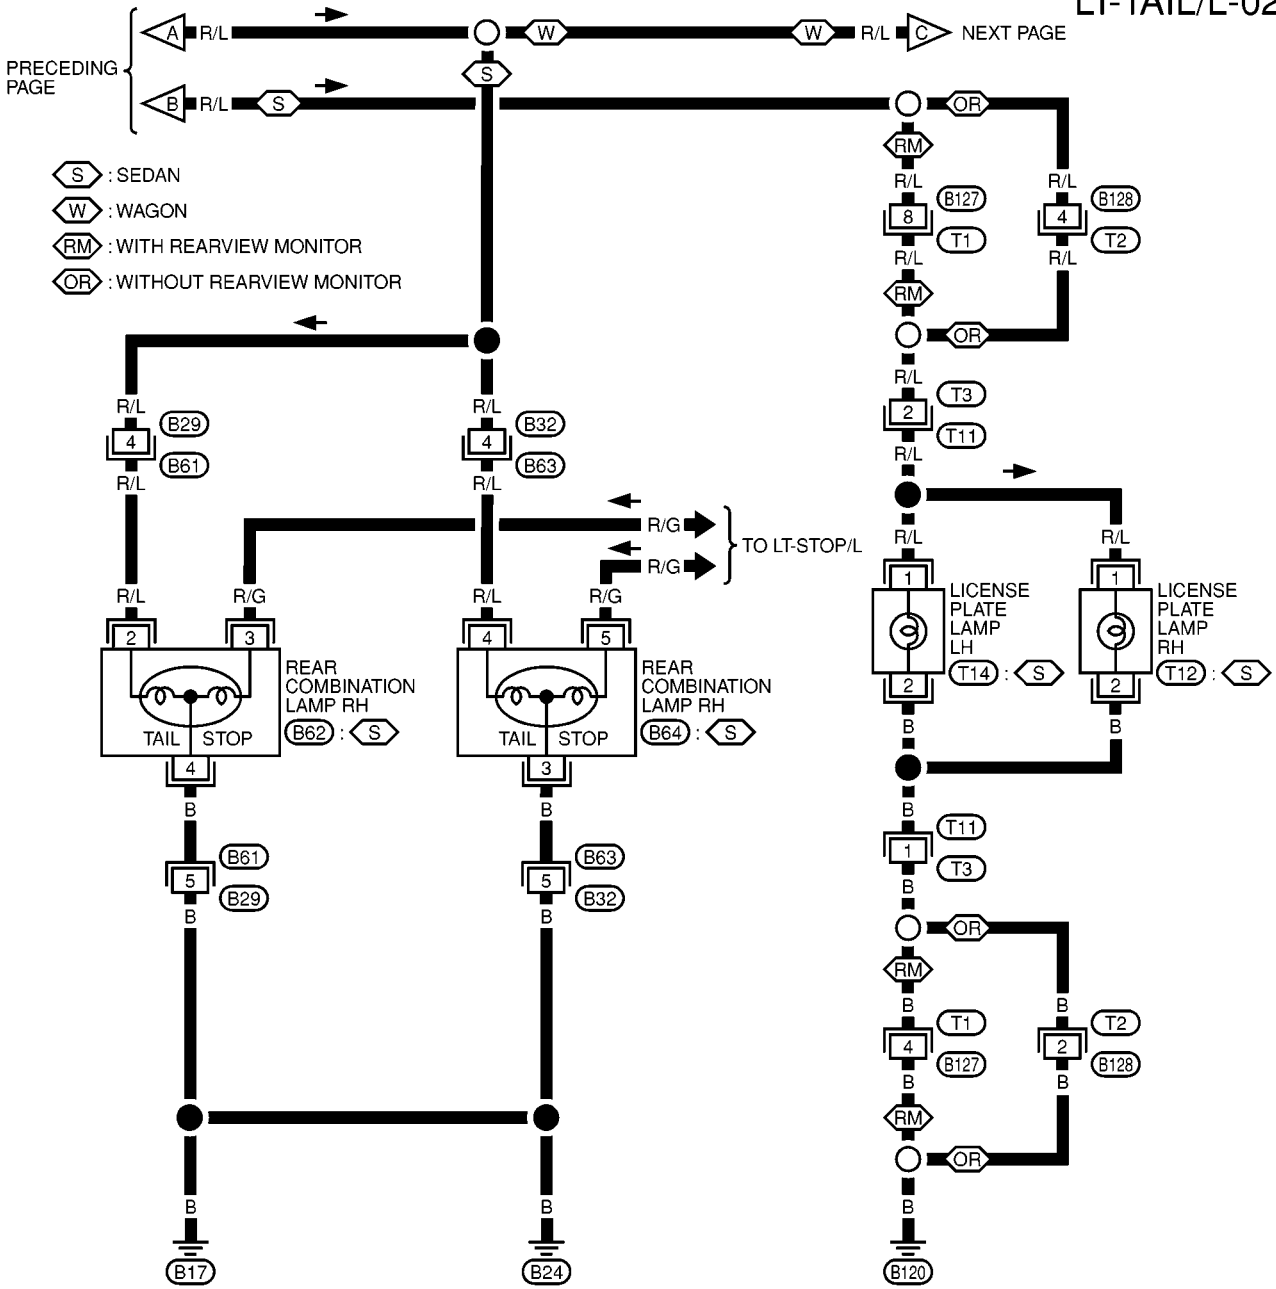 LT-TAIL/L-02
A R/L W W R/L C NEXT PAGE
PRECEDING
PAGE
S
B R/L S OR
RM
S : SEDAN
W : WAGON
RM : WITH REARVIEW MONITOR
OR : WITHOUT REARVIEW MONITOR
R/L R/L
8 B127 4 B128
T1 T2
R/L R/L
RM
OR
R/L
2 T3
T11
R/L
R/L R/L
4 B29 4 B32
B61 B63
R/L R/L
R/G
R/G
TO LT-STOP/L
R/L R/G R/L R/G
2 3 4 5
REAR
COMBINATION
LAMP RH
B62 : S
TAIL STOP
4
REAR
COMBINATION
LAMP RH
B64 : S
TAIL STOP
3
R/L R/L
1 1
LICENSE
PLATE
LAMP
LH
T14 : S
2
LICENSE
PLATE
LAMP
RH
T12 : S
2
B B
B B
5 B61 5 B63
B29 B32
B B
B
1 T11
T3
B
OR
RM
B B
4 T1 2 T2
B127 B128
B B
RM
OR
B B B
B17 B24 B120